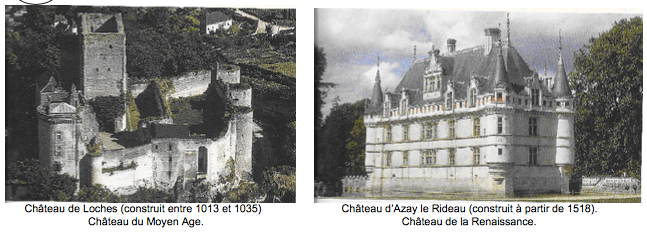 Château de Loches (construit entre 1013 et 1035)
Château du Moyen Age.
Château d'Azay le Rideau (construit à partir de 1518).
Château de la Renaissance.